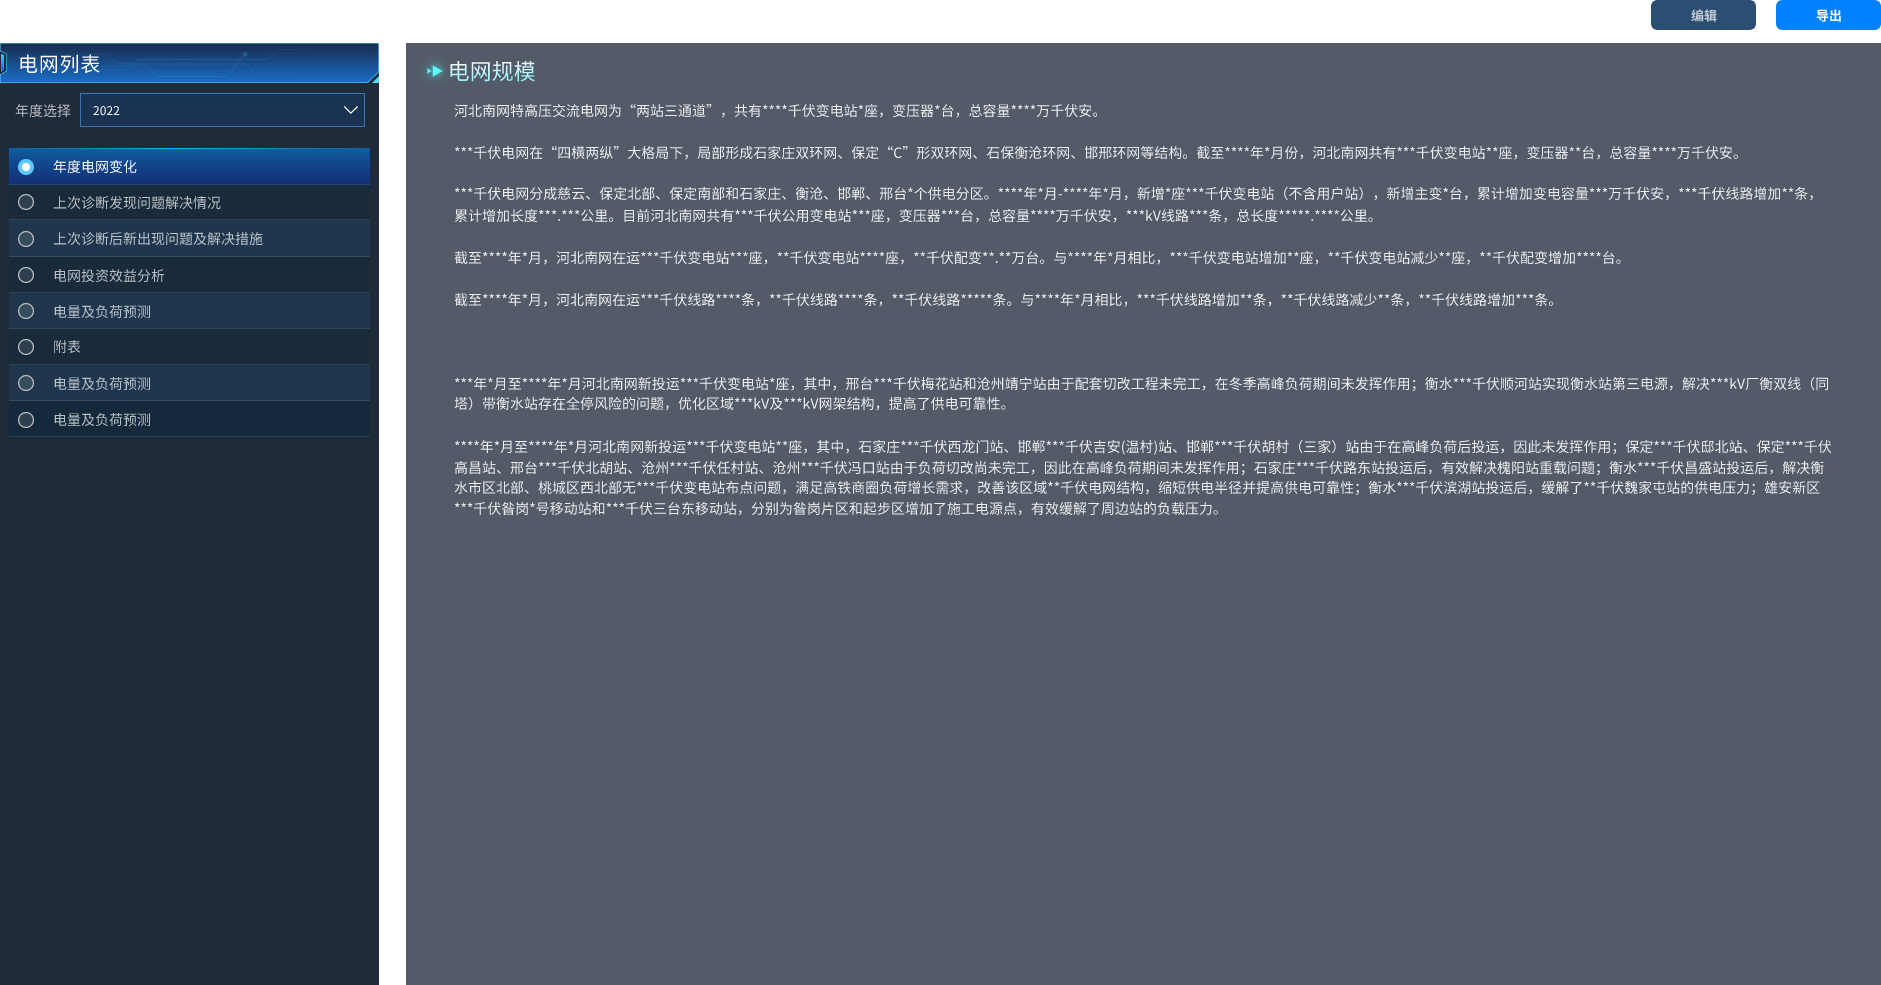 编辑
导出
电网列表
年度选择
2022
年度电网变化
上次诊断发现问题解决情况
上次诊断后新出现问题及解决措施
电网投资效益分析
电量及负荷预测
附表
电量及负荷预测
电量及负荷预测
电网规模
河北南网特高压交流电网为“两站三通道”，共有****千伏变电站*座，变压器*台，总容量****万千伏安。
***千伏电网在“四横两纵”大格局下，局部形成石家庄双环网、保定“C”形双环网、石保衡沧环网、邯邢环网等结构。截至****年*月份，河北南网共有***千伏变电站**座，变压器**台，总容量****万千伏安。
***千伏电网分成慈云、保定北部、保定南部和石家庄、衡沧、邯郸、邢台*个供电分区。****年*月-****年*月，新增*座***千伏变电站（不含用户站），新增主变*台，累计增加变电容量***万千伏安，***千伏线路增加**条，
累计增加长度***.***公里。目前河北南网共有***千伏公用变电站***座，变压器***台，总容量****万千伏安，***kV线路***条，总长度*****.****公里。
截至****年*月，河北南网在运***千伏变电站***座，**千伏变电站****座，**千伏配变**.**万台。与****年*月相比，***千伏变电站增加**座，**千伏变电站减少**座，**千伏配变增加****台。
截至****年*月，河北南网在运***千伏线路****条，**千伏线路****条，**千伏线路*****条。与****年*月相比，***千伏线路增加**条，**千伏线路减少**条，**千伏线路增加***条。
***年*月至****年*月河北南网新投运***千伏变电站*座，其中，邢台***千伏梅花站和沧州靖宁站由于配套切改工程未完工，在冬季高峰负荷期间未发挥作用；衡水***千伏顺河站实现衡水站第三电源，解决***kV厂衡双线（同
塔）带衡水站存在全停风险的问题，优化区域***kV及***kV网架结构，提高了供电可靠性。
****年*月至****年*月河北南网新投运***千伏变电站**座，其中，石家庄***千伏西龙门站、邯郸***千伏吉安(温村)站、邯郸***千伏胡村（三家）站由于在高峰负荷后投运，因此未发挥作用；保定***千伏邸北站、保定***千伏
高昌站、邢台***千伏北胡站、沧州***千伏任村站、沧州***千伏冯口站由于负荷切改尚未完工，因此在高峰负荷期间未发挥作用；石家庄***千伏路东站投运后，有效解决槐阳站重载问题；衡水***千伏昌盛站投运后，解决衡
水市区北部、桃城区西北部无***千伏变电站布点问题，满足高铁商圈负荷增长需求，改善该区域**千伏电网结构，缩短供电半径并提高供电可靠性；衡水***千伏滨湖站投运后，缓解了**千伏魏家屯站的供电压力；雄安新区
***千伏昝岗*号移动站和***千伏三台东移动站，分别为昝岗片区和起步区增加了施工电源点，有效缓解了周边站的负载压力。